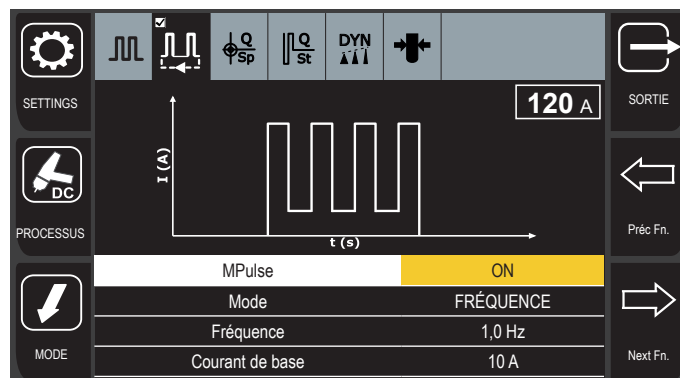 Q
Sp
Q
St
DYN
SETTINGS
120 A
SORTIE
I (A)
t (s)
DC
PROCESSUS
Préc Fn.
MPulse ON
Mode FRÉQUENCE
Fréquence 1,0 Hz
Courant de base 10 A
MODE
Next Fn.